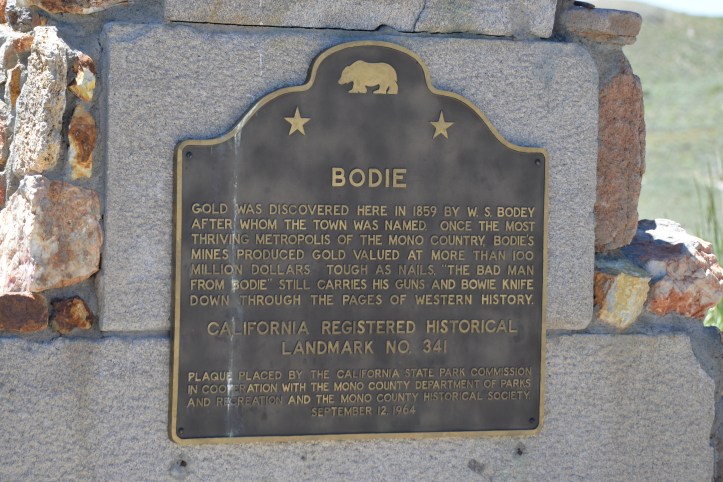 BODIE
GOLD WAS DISCOVERED HERE IN 1859 BY W. S. BODEY
AFTER WHOM THE TOWN WAS NAMED. ONCE THE MOST
THRIVING METROPOLIS OF THE MONO COUNTRY, BODIE'S
MINES PRODUCED GOLD VALUED AT MORE THAN 100
MILLION DOLLARS. TOUGH AS NAILS, "THE BAD MAN
FROM BODIE" STILL CARRIES HIS GUNS AND BOWIE KNIFE
DOWN THROUGH THE PAGES OF WESTERN HISTORY.
CALIFORNIA REGISTERED HISTORICAL
LANDMARK NO. 341
PLAQUE PLACED BY THE CALIFORNIA STATE PARK COMMISSION
IN COOPERATION WITH THE MONO COUNTY DEPARTMENT OF PARKS
AND RECREATION AND THE MONO COUNTY HISTORICAL SOCIETY.
SEPTEMBER 12, 1964